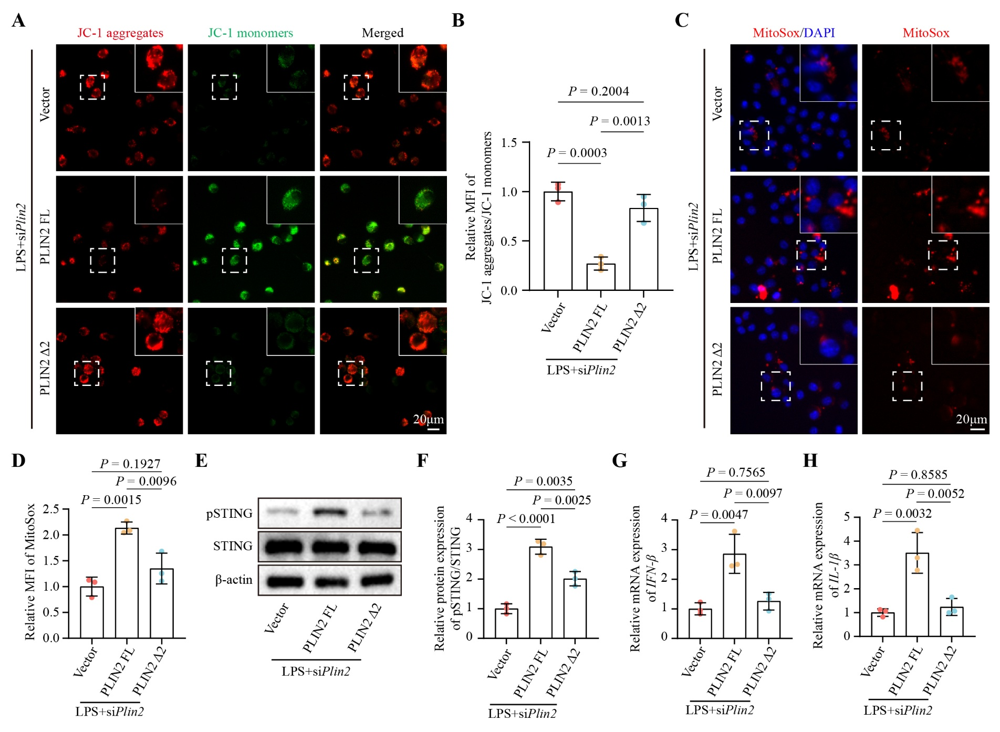 A
JC-1 aggregates
JC-1 monomers
Merged
LPS+siPlin2
Vector
PLIN2 FL
PLIN2 Δ2
20μm
B
P = 0.2004
P = 0.0013
P = 0.0003
Relative MFI of
JC-1 aggregates/JC-1 monomers
1.5
1.0
0.5
0.0
Vector
PLIN2 FL
PLIN2 Δ2
LPS+siPlin2
C
MitoSox/DAPI
MitoSox
LPS+siPlin2
Vector
PLIN2 FL
PLIN2 Δ2
20μm
D
P = 0.1927
P = 0.0096
P = 0.0015
Relative MFI of MitoSox
2.5
2.0
1.5
1.0
0.5
0.0
Vector
PLIN2 FL
PLIN2 Δ2
LPS+siPlin2
E
pSTING
STING
β-actin
Vector
PLIN2 FL
PLIN2 Δ2
LPS+siPlin2
F
P = 0.0035
P = 0.0025
P < 0.0001
Relative protein expression
of pSTING/STING
4
3
2
1
0
Vector
PLIN2 FL
PLIN2 Δ2
LPS+siPlin2
G
P = 0.7565
P = 0.0097
P = 0.0047
Relative mRNA expression
of IFN-β
4
3
2
1
0
Vector
PLIN2 FL
PLIN2 Δ2
LPS+siPlin2
H
P = 0.8585
P = 0.0052
P = 0.0032
Relative mRNA expression
of IL-1β
5
4
3
2
1
0
Vector
PLIN2 FL
PLIN2 Δ2
LPS+siPlin2